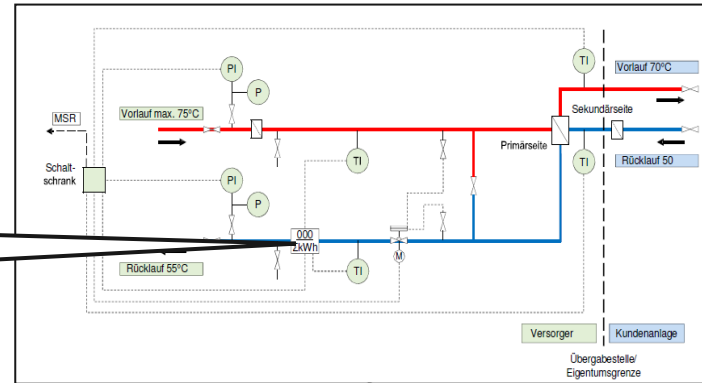 PI
TI
P
Vorlauf 70°C
MSR
Vorlauf max. 75°C
Sekundärseite
Primärseite
TI
TI
Rücklauf 50
Schalt-
schrank
PI
P
000
ΣkWh
Rücklauf 55°C
TI
M
Versorger
Kundenanlage
Übergabestelle/
Eigentumsgrenze